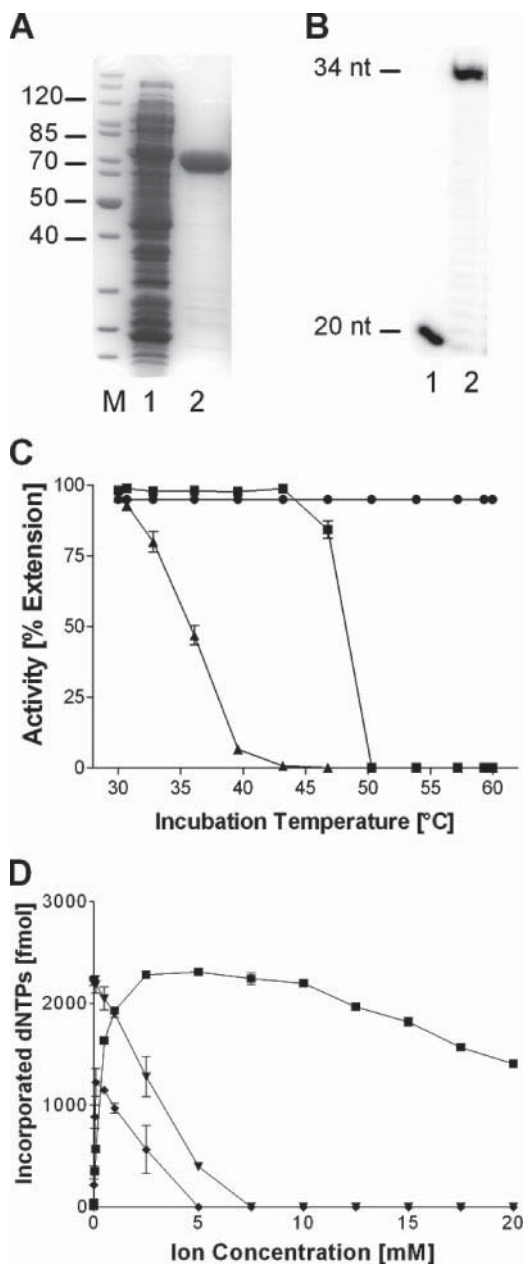 A
120
85
70
50
40
M 1 2
B
34 nt
20 nt
1 2
C
Activity [% Extension]
100
75
50
25
0
30 35 40 45 50 55 60
Incubation Temperature [°C]
D
Incorporated dNTPs [fmol]
3000
2000
1000
0
0 5 10 15 20
Ion Concentration [mM]